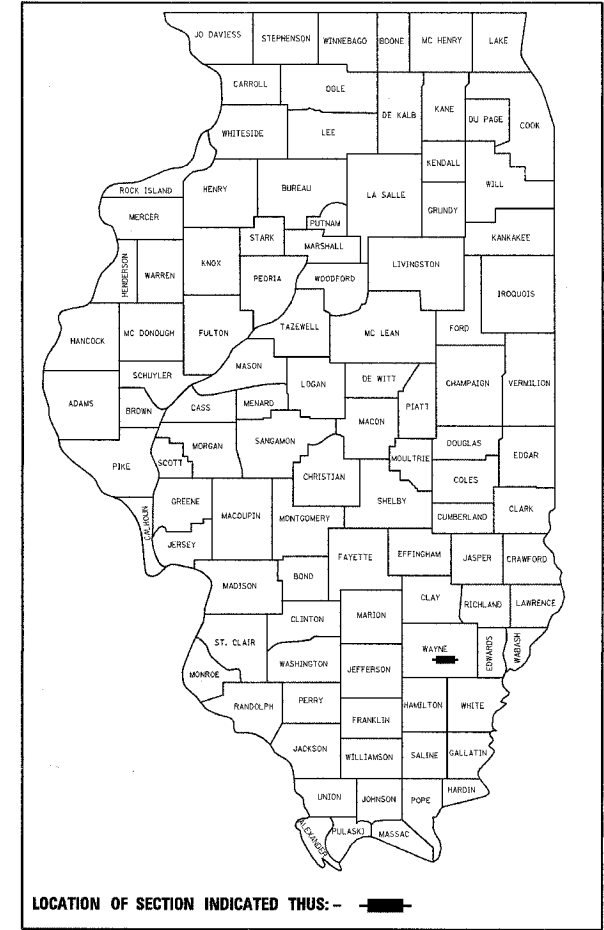 JO DAVIESS STEPHENSON WINNEBAGO BOONE MC HENRY LAKE
CARROLL OGLE KANE COOK
DE KALB DU PAGE
WHITESIDE LEE
KENDALL
ROCK ISLAND HENRY BUREAU LA SALLE WILL
MERCER PUTNAM GRUNDY
STARK KANKAKEE
HENDERSON WARREN KNOX MARSHALL LIVINGSTON
PEORIA WOODFORD IROQUOIS
HANCOCK MC DONOUGH FULTON TAZEWELL MC LEAN FORD
MASON
SCHUYLER LOGAN DE WITT CHAMPAIGN VERMILION
ADAMS BROWN CASS MENARD PIATT
MACON
MORGAN SANGAMON DOUGLAS
PIKE SCOTT CHRISTIAN MOULTRIE EDGAR
COLES
GREENE SHELBY
CALHOUN MACOUPIN MONTGOMERY CUMBERLAND CLARK
JERSEY
FAYETTE EFFINGHAM JASPER CRAWFORD
MADISON BOND
CLAY RICHLAND LAWRENCE
CLINTON MARION
ST. CLAIR WAYNE EDWARDS WABASH
WASHINGTON JEFFERSON
MONROE
RANDOLPH PERRY HAMILTON WHITE
FRANKLIN
JACKSON WILLIAMSON SALINE GALLATIN
UNION JOHNSON POPE HARDIN
ALEXANDER PULASKI MASSAC
LOCATION OF SECTION INDICATED THUS: -